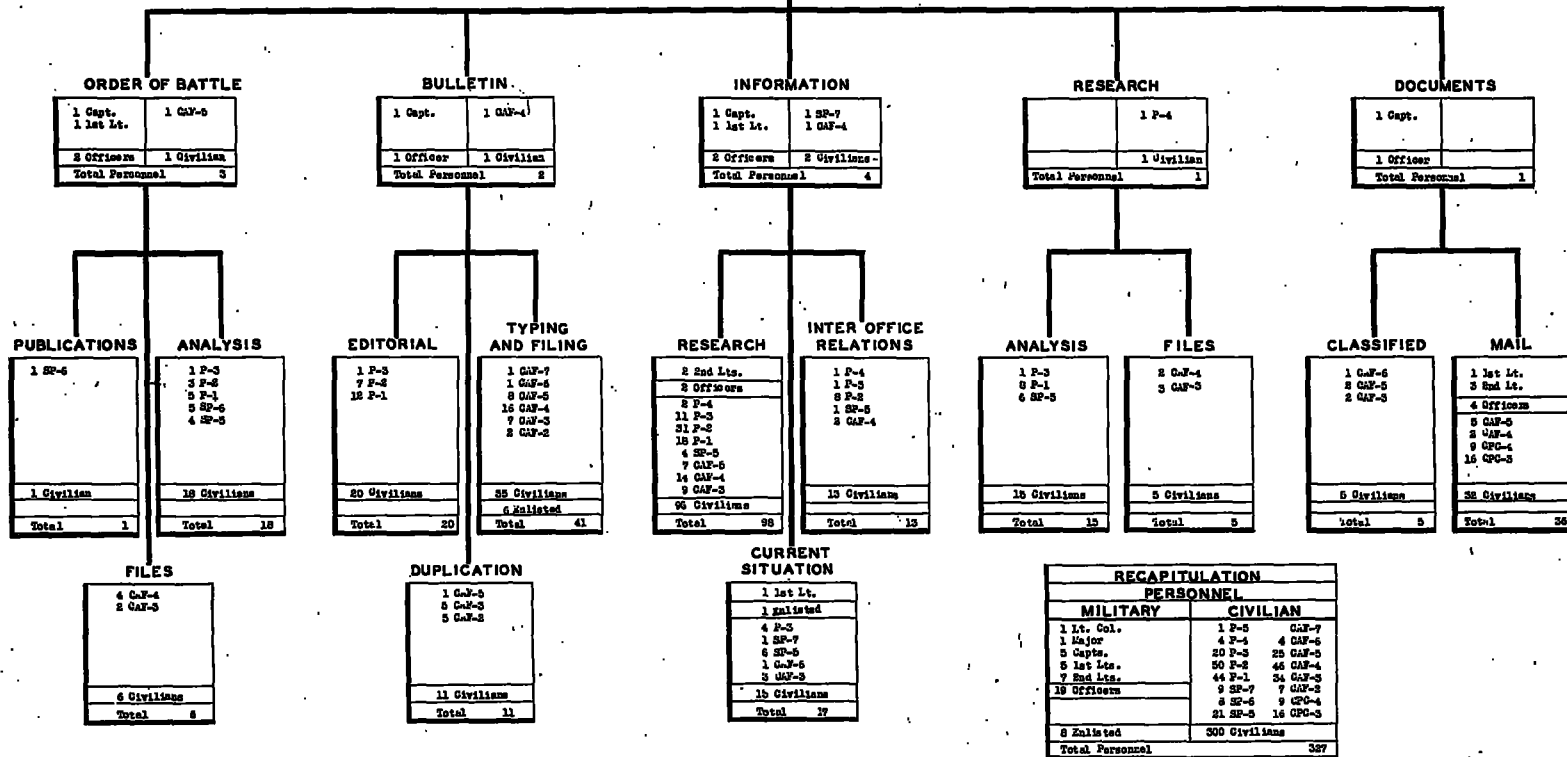 ORDER OF BATTLE
1 Capt. 1 CAF-5
1 1st Lt.
2 Officers 1 Civilian
Total Personnel 3
BULLETIN
1 Capt. 1 CAF-4
1 Officer 1 Civilian
Total Personnel 2
INFORMATION
1 Capt. 1 SP-7
1 1st Lt. 1 CAF-4
2 Officers 2 Civilians
Total Personnel 4
RESEARCH
1 P-4
1 Civilian
Total Personnel 1
DOCUMENTS
1 Capt.
1 Officer
Total Personnel 1
PUBLICATIONS
1 SP-6
1 Civilian
Total 1
ANALYSIS
1 P-3
3 P-2
5 P-1
5 SP-6
4 SP-5
18 Civilians
Total 18
EDITORIAL
1 P-3
7 P-2
12 P-1
20 Civilians
Total 20
TYPING
AND FILING
1 CAF-7
1 CAF-6
8 CAF-5
16 CAF-4
7 CAF-3
2 CAF-2
35 Civilians
6 Enlisted
Total 41
RESEARCH
2 2nd Lts.
2 Officers
2 P-4
11 P-3
31 P-2
18 P-1
4 SP-5
7 CAF-5
14 CAF-4
9 CAF-3
96 Civilians
Total 98
INTER OFFICE
RELATIONS
1 P-4
1 P-3
8 P-2
1 SP-5
2 CAF-4
13 Civilians
Total 13
ANALYSIS
1 P-3
8 P-1
6 SP-5
15 Civilians
Total 15
FILES
2 CAF-4
3 CAF-3
5 Civilians
Total 5
CLASSIFIED
1 CAF-6
2 CAF-5
2 CAF-3
5 Civilians
Total 5
MAIL
1 1st Lt.
3 2nd Lt.
4 Officers
5 CAF-5
2 CAF-4
9 CPC-4
16 CPC-3
32 Civilians
Total 36
FILES
4 CAF-4
2 CAF-3
6 Civilians
Total 6
DUPLICATION
1 CAF-5
5 CAF-3
5 CAF-2
11 Civilians
Total 11
CURRENT
SITUATION
1 1st Lt.
1 Enlisted
4 P-3
1 SP-7
6 SP-5
1 CAF-5
3 CAF-3
15 Civilians
Total 17
RECAPITULATION
PERSONNEL
MILITARY CIVILIAN
1 Lt. Col. 1 P-5 CAF-7
1 Major 4 P-4 4 CAF-6
5 Capts. 20 P-3 25 CAF-5
5 1st Lts. 50 P-2 46 CAF-4
7 2nd Lts. 44 P-1 34 CAF-3
19 Officers 9 SP-7 7 CAF-2
8 SP-6 9 CPC-4
21 SP-5 16 CPC-3
8 Enlisted 300 Civilians
Total Personnel 327